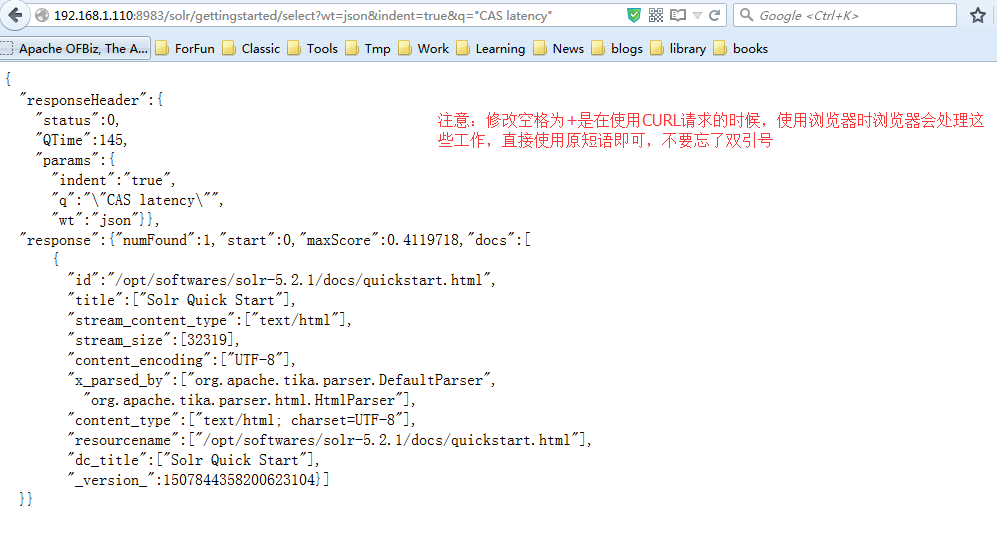 192.168.1.110:8983/solr/gettingstarted/select?wt=json&indent=true&q="CAS latency"
Google <Ctrl+K>
Apache OFBiz, The A... ForFun Classic Tools Tmp Work Learning News blogs library books
{
  "responseHeader":{
    "status":0,
    "QTime":145,
    "params":{
      "indent":"true",
      "q":"\"CAS latency\"",
      "wt":"json"}},
  "response":{"numFound":1,"start":0,"maxScore":0.4119718,"docs":[
      {
        "id":"/opt/softwares/solr-5.2.1/docs/quickstart.html",
        "title":["Solr Quick Start"],
        "stream_content_type":["text/html"],
        "stream_size":[32319],
        "content_encoding":["UTF-8"],
        "x_parsed_by":["org.apache.tika.parser.DefaultParser",
          "org.apache.tika.parser.html.HtmlParser"],
        "content_type":["text/html; charset=UTF-8"],
        "resourcename":["/opt/softwares/solr-5.2.1/docs/quickstart.html"],
        "dc_title":["Solr Quick Start"],
        "_version_":1507844358200623104}]
  }}
注意：修改空格为+是在使用CURL请求的时候，使用浏览器时浏览器会处理这
些工作，直接使用原短语即可，不要忘了双引号